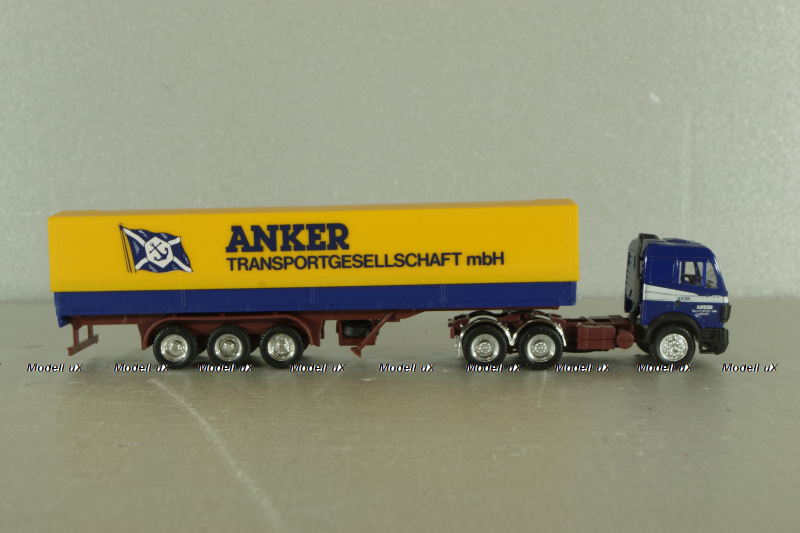 ANKER
TRANSPORTGESELLSCHAFT mbH
ANKER
Modell uX Modell uX Modell uX Modell uX Modell uX Modell uX Modell uX Modell uX Modell uX